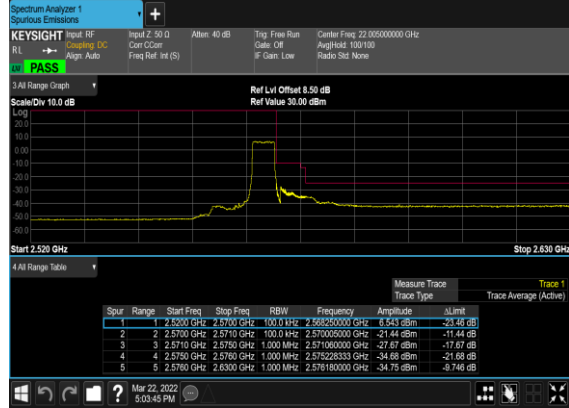 Spectrum Analyzer 1
Spurious Emissions
+
KEYSIGHT
RL
Input: RF
Coupling: DC
Align: Auto
Input Z: 50 Ω
Corr CCorr
Freq Ref: Int (S)
Atten: 40 dB
Trig: Free Run
Gate: Off
IF Gain: Low
Center Freq: 22.005000000 GHz
Avg|Hold: 100/100
Radio Std: None
PASS
3 All Range Graph
Scale/Div 10.0 dB
Ref Lvl Offset 8.50 dB
Ref Value 30.00 dBm
Log
20.0
10.0
0.00
-10.0
-20.0
-30.0
-40.0
-50.0
-60.0
Start 2.520 GHz
Stop 2.630 GHz
4 All Range Table
Measure Trace Trace 1
Trace Type Trace Average (Active)
Spur Range Start Freq Stop Freq RBW Frequency Amplitude ΔLimit
1 1 2.5200 GHz 2.5700 GHz 100.0 kHz 2.568250000 GHz 6.543 dBm -23.46 dB
2 2 2.5700 GHz 2.5710 GHz 100.0 kHz 2.570005000 GHz -21.44 dBm -11.44 dB
3 3 2.5710 GHz 2.5750 GHz 1.000 MHz 2.571060000 GHz -27.67 dBm -17.67 dB
4 4 2.5750 GHz 2.5760 GHz 1.000 MHz 2.575228333 GHz -34.68 dBm -21.68 dB
5 5 2.5760 GHz 2.6300 GHz 1.000 MHz 2.576180000 GHz -34.75 dBm -9.746 dB
?
Mar 22, 2022
5:03:45 PM